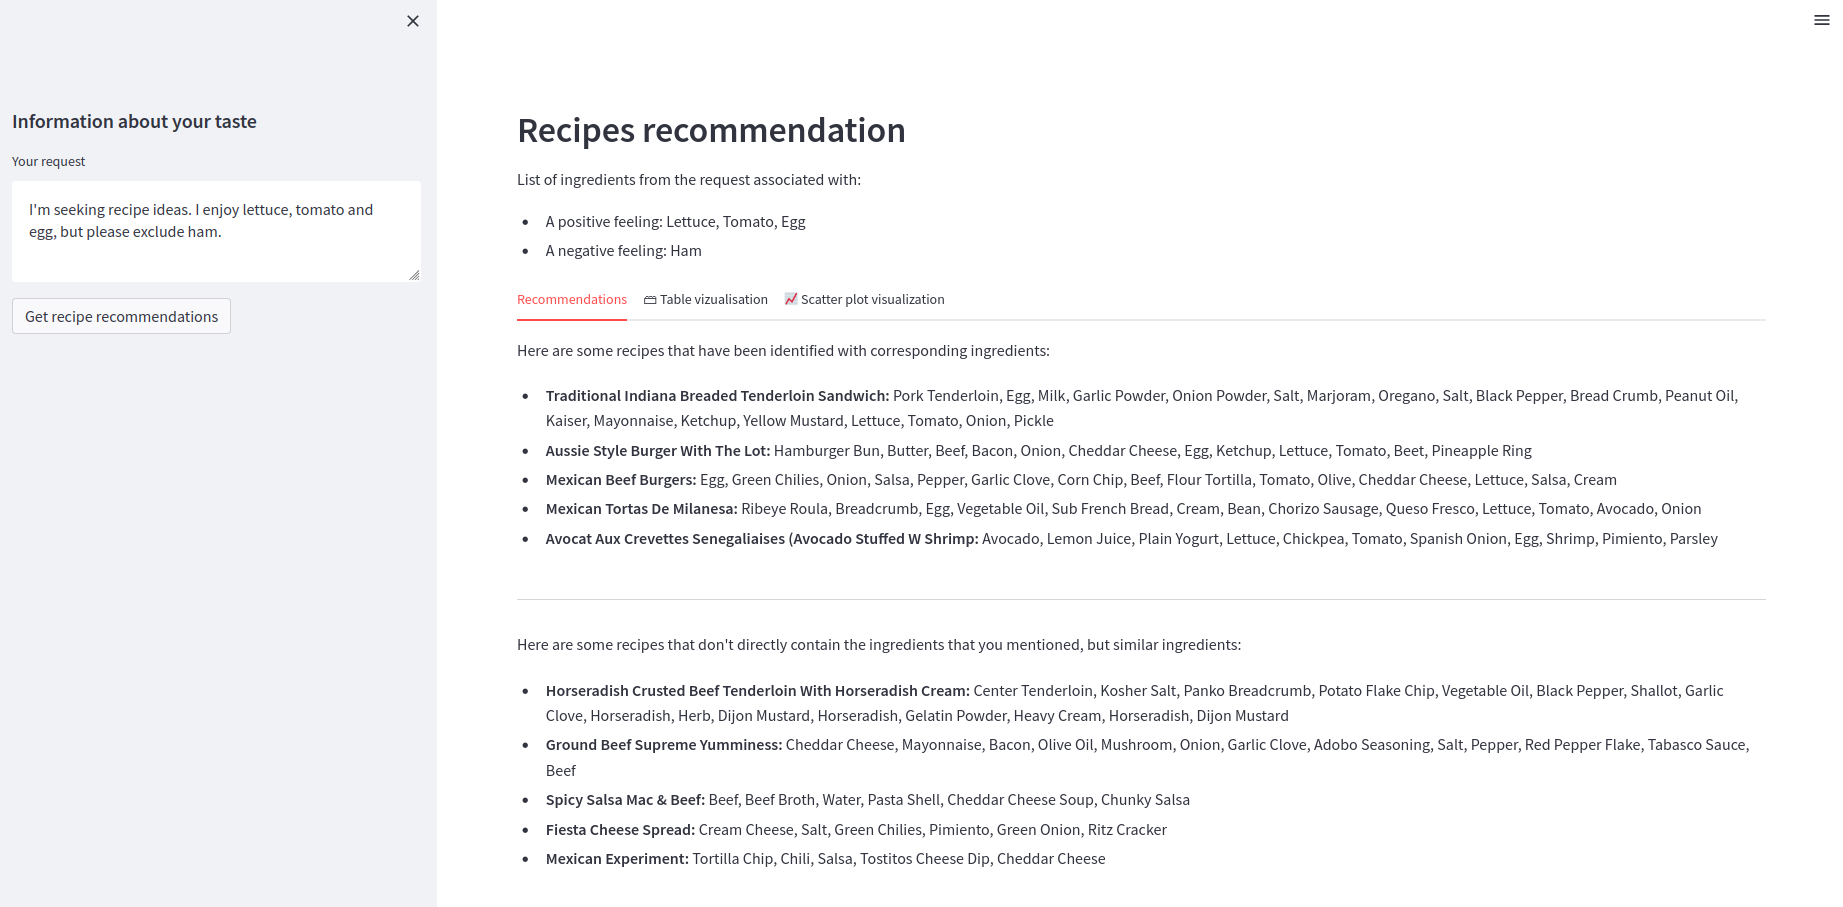 Information about your taste
Your request
I'm seeking recipe ideas. I enjoy lettuce, tomato and
egg, but please exclude ham.
Get recipe recommendations
Recipes recommendation
List of ingredients from the request associated with:
A positive feeling: Lettuce, Tomato, Egg
A negative feeling: Ham
Recommendations Table vizualisation Scatter plot visualization
Here are some recipes that have been identified with corresponding ingredients:
Traditional Indiana Breaded Tenderloin Sandwich: Pork Tenderloin, Egg, Milk, Garlic Powder, Onion Powder, Salt, Marjoram, Oregano, Salt, Black Pepper, Bread Crumb, Peanut Oil,
Kaiser, Mayonnaise, Ketchup, Yellow Mustard, Lettuce, Tomato, Onion, Pickle
Aussie Style Burger With The Lot: Hamburger Bun, Butter, Beef, Bacon, Onion, Cheddar Cheese, Egg, Ketchup, Lettuce, Tomato, Beet, Pineapple Ring
Mexican Beef Burgers: Egg, Green Chilies, Onion, Salsa, Pepper, Garlic Clove, Corn Chip, Beef, Flour Tortilla, Tomato, Olive, Cheddar Cheese, Lettuce, Salsa, Cream
Mexican Tortas De Milanesa: Ribeye Roula, Breadcrumb, Egg, Vegetable Oil, Sub French Bread, Cream, Bean, Chorizo Sausage, Queso Fresco, Lettuce, Tomato, Avocado, Onion
Avocat Aux Crevettes Senegaliaises (Avocado Stuffed W Shrimp: Avocado, Lemon Juice, Plain Yogurt, Lettuce, Chickpea, Tomato, Spanish Onion, Egg, Shrimp, Pimiento, Parsley
Here are some recipes that don't directly contain the ingredients that you mentioned, but similar ingredients:
Horseradish Crusted Beef Tenderloin With Horseradish Cream: Center Tenderloin, Kosher Salt, Panko Breadcrumb, Potato Flake Chip, Vegetable Oil, Black Pepper, Shallot, Garlic
Clove, Horseradish, Herb, Dijon Mustard, Horseradish, Gelatin Powder, Heavy Cream, Horseradish, Dijon Mustard
Ground Beef Supreme Yumminess: Cheddar Cheese, Mayonnaise, Bacon, Olive Oil, Mushroom, Onion, Garlic Clove, Adobo Seasoning, Salt, Pepper, Red Pepper Flake, Tabasco Sauce,
Beef
Spicy Salsa Mac & Beef: Beef, Beef Broth, Water, Pasta Shell, Cheddar Cheese Soup, Chunky Salsa
Fiesta Cheese Spread: Cream Cheese, Salt, Green Chilies, Pimiento, Green Onion, Ritz Cracker
Mexican Experiment: Tortilla Chip, Chili, Salsa, Tostitos Cheese Dip, Cheddar Cheese